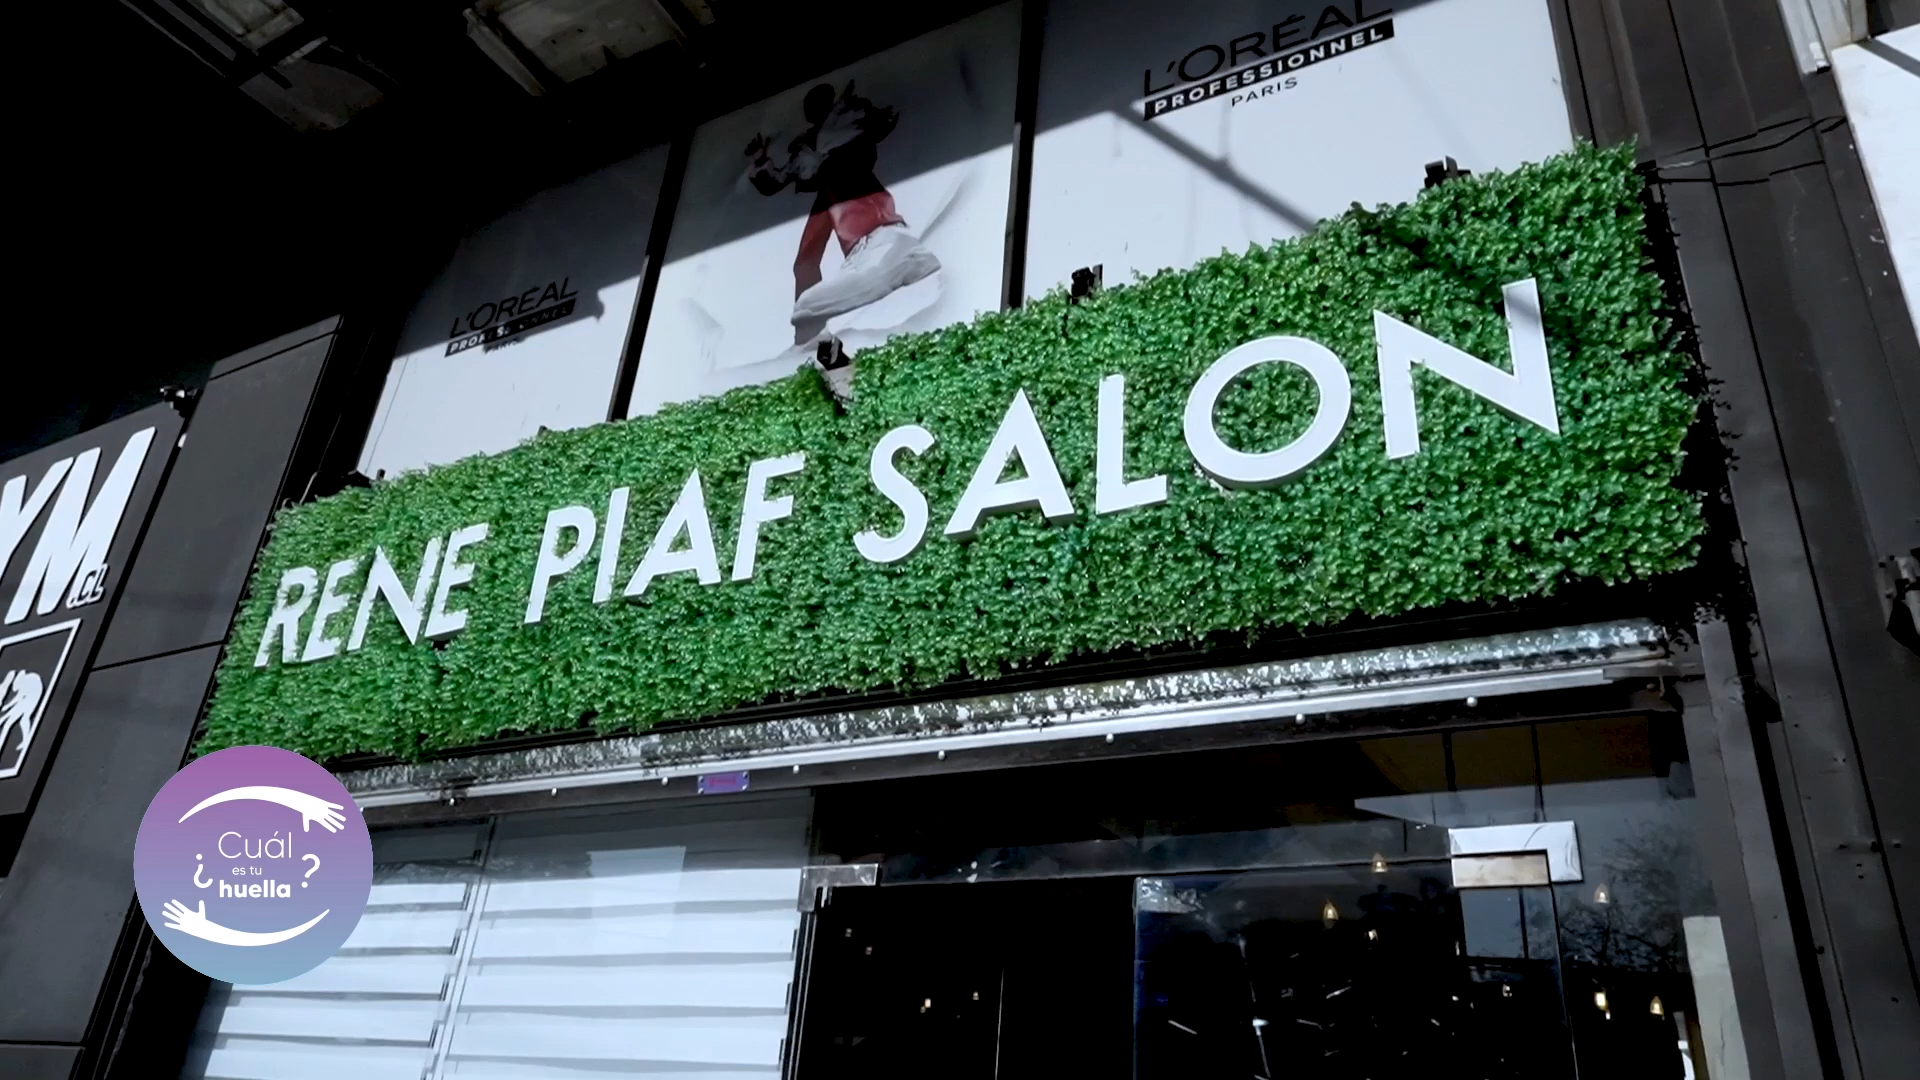 L'ORÉAL
PROFESSIONNEL
PARIS
L'ORÉAL
RENE PIAF SALON
YM
¿Cuál
es tu
huella?